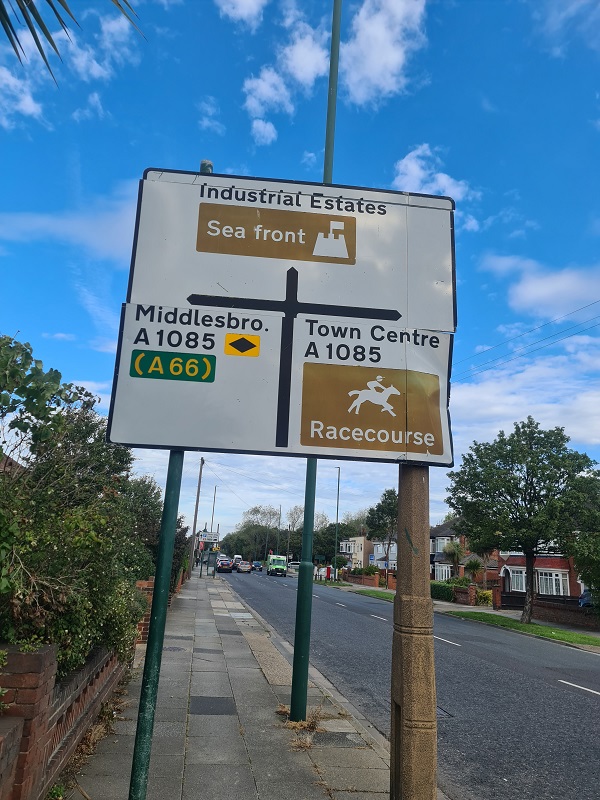 Industrial Estates
Sea front
Middlesbro.
A 1085
(A 66)
Town Centre
A 1085
Racecourse